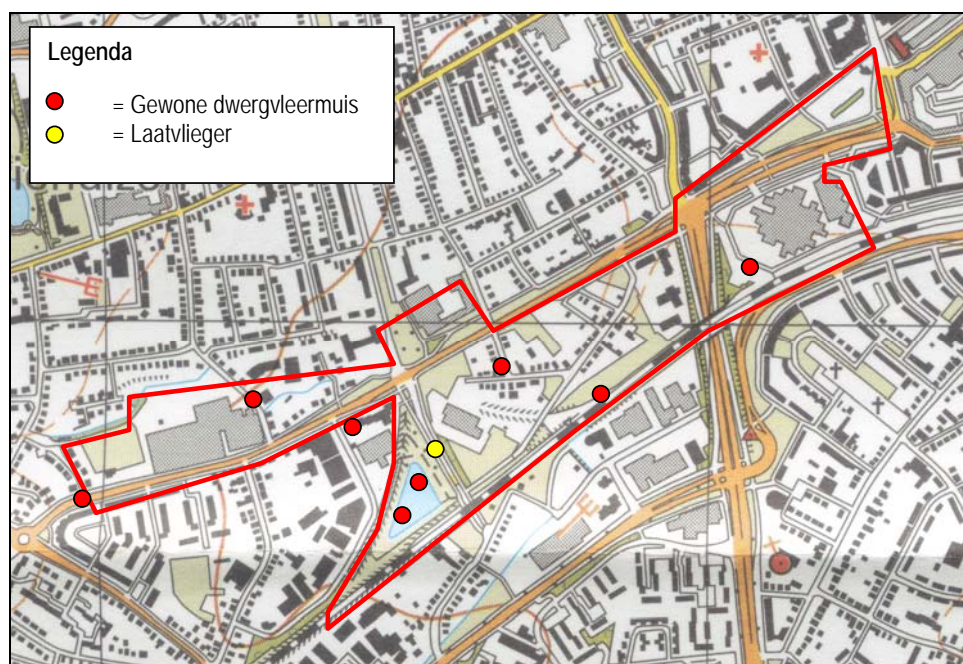 Legenda
= Gewone dwergvleermuis
= Laatvlieger